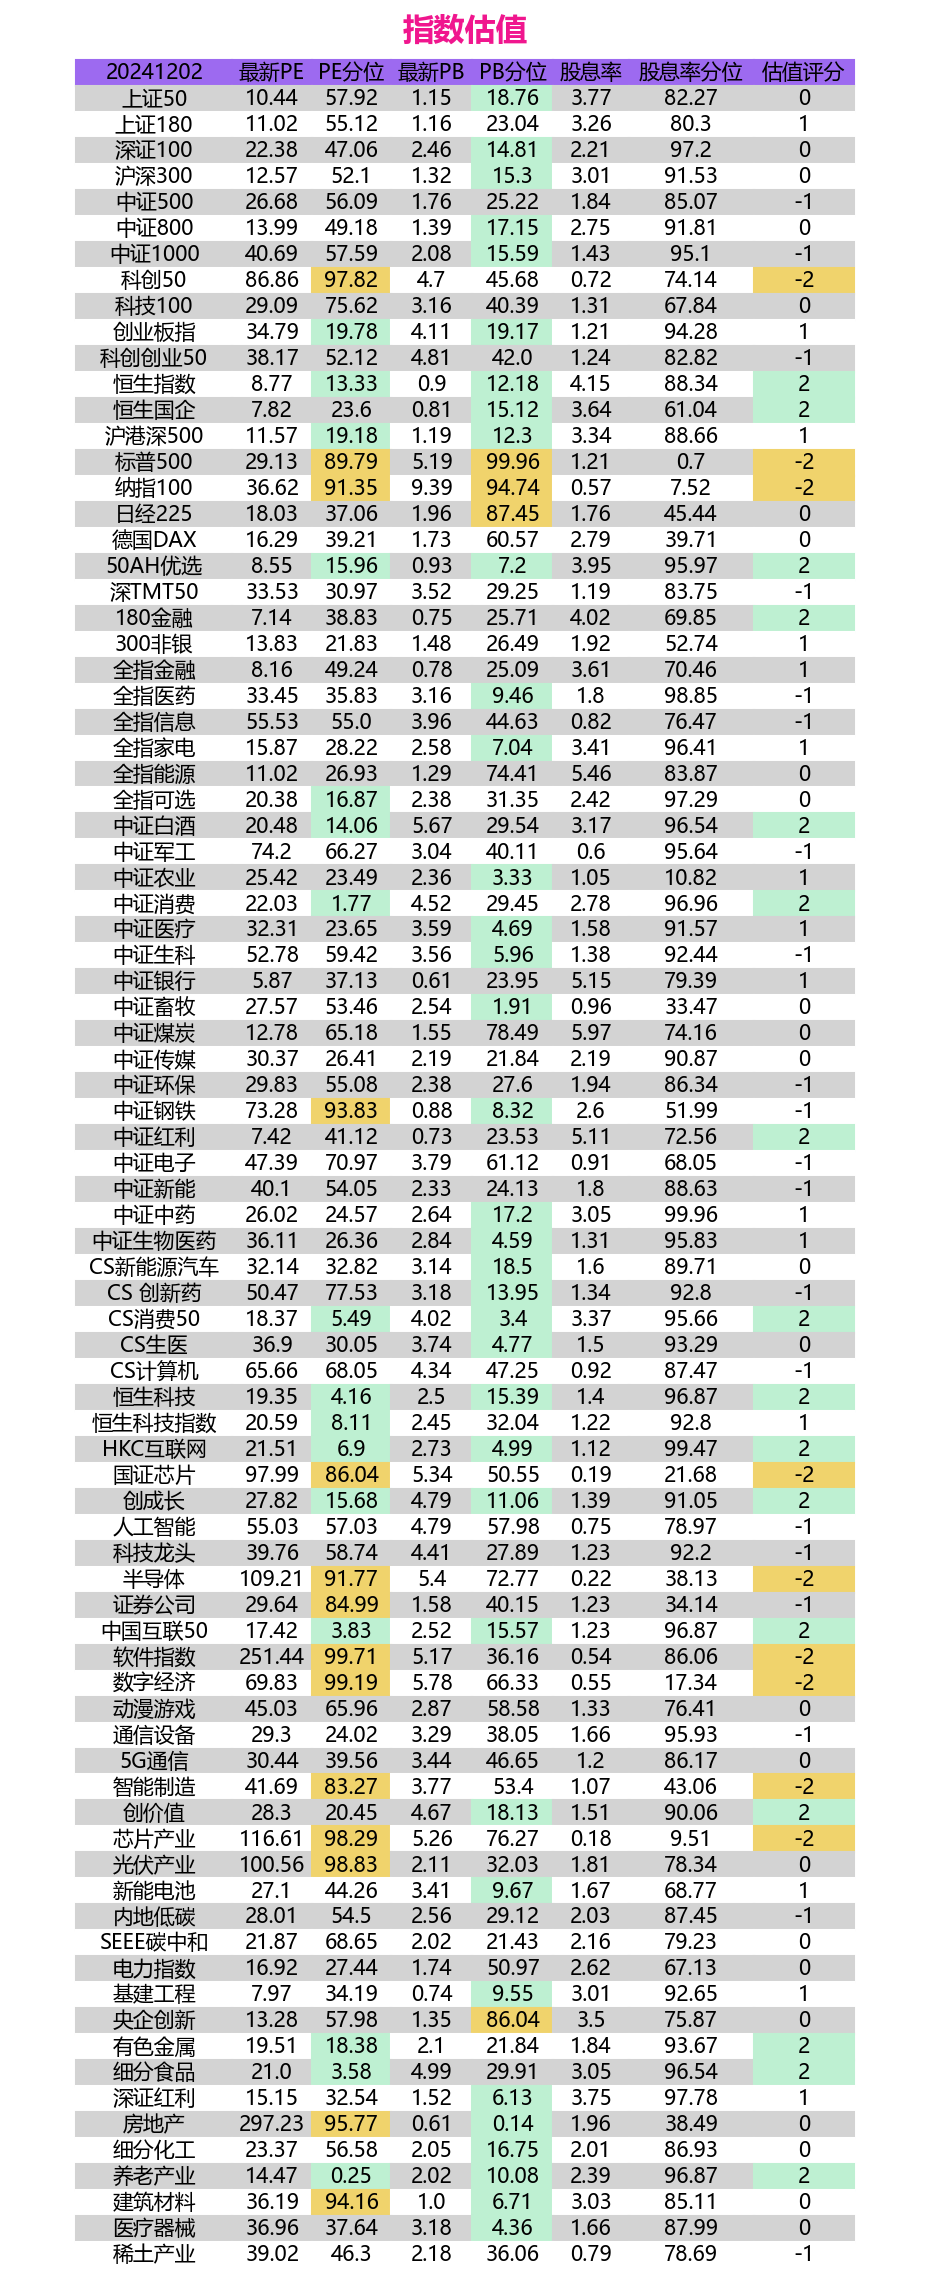 指数估值
20241202 最新PE PE分位 最新PB PB分位 股息率 股息率分位 估值评分
上证50 10.44 57.92 1.15 18.76 3.77 82.27 0
上证180 11.02 55.12 1.16 23.04 3.26 80.3 1
深证100 22.38 47.06 2.46 14.81 2.21 97.2 0
沪深300 12.57 52.1 1.32 15.3 3.01 91.53 0
中证500 26.68 56.09 1.76 25.22 1.84 85.07 -1
中证800 13.99 49.18 1.39 17.15 2.75 91.81 0
中证1000 40.69 57.59 2.08 15.59 1.43 95.1 -1
科创50 86.86 97.82 4.7 45.68 0.72 74.14 -2
科技100 29.09 75.62 3.16 40.39 1.31 67.84 0
创业板指 34.79 19.78 4.11 19.17 1.21 94.28 1
科创创业50 38.17 52.12 4.81 42.0 1.24 82.82 -1
恒生指数 8.77 13.33 0.9 12.18 4.15 88.34 2
恒生国企 7.82 23.6 0.81 15.12 3.64 61.04 2
沪港深500 11.57 19.18 1.19 12.3 3.34 88.66 1
标普500 29.13 89.79 5.19 99.96 1.21 0.7 -2
纳指100 36.62 91.35 9.39 94.74 0.57 7.52 -2
日经225 18.03 37.06 1.96 87.45 1.76 45.44 0
德国DAX 16.29 39.21 1.73 60.57 2.79 39.71 0
50AH优选 8.55 15.96 0.93 7.2 3.95 95.97 2
深TMT50 33.53 30.97 3.52 29.25 1.19 83.75 -1
180金融 7.14 38.83 0.75 25.71 4.02 69.85 2
300非银 13.83 21.83 1.48 26.49 1.92 52.74 1
全指金融 8.16 49.24 0.78 25.09 3.61 70.46 1
全指医药 33.45 35.83 3.16 9.46 1.8 98.85 -1
全指信息 55.53 55.0 3.96 44.63 0.82 76.47 -1
全指家电 15.87 28.22 2.58 7.04 3.41 96.41 1
全指能源 11.02 26.93 1.29 74.41 5.46 83.87 0
全指可选 20.38 16.87 2.38 31.35 2.42 97.29 0
中证白酒 20.48 14.06 5.67 29.54 3.17 96.54 2
中证军工 74.2 66.27 3.04 40.11 0.6 95.64 -1
中证农业 25.42 23.49 2.36 3.33 1.05 10.82 1
中证消费 22.03 1.77 4.52 29.45 2.78 96.96 2
中证医疗 32.31 23.65 3.59 4.69 1.58 91.57 1
中证生科 52.78 59.42 3.56 5.96 1.38 92.44 -1
中证银行 5.87 37.13 0.61 23.95 5.15 79.39 1
中证畜牧 27.57 53.46 2.54 1.91 0.96 33.47 0
中证煤炭 12.78 65.18 1.55 78.49 5.97 74.16 0
中证传媒 30.37 26.41 2.19 21.84 2.19 90.87 0
中证环保 29.83 55.08 2.38 27.6 1.94 86.34 -1
中证钢铁 73.28 93.83 0.88 8.32 2.6 51.99 -1
中证红利 7.42 41.12 0.73 23.53 5.11 72.56 2
中证电子 47.39 70.97 3.79 61.12 0.91 68.05 -1
中证新能 40.1 54.05 2.33 24.13 1.8 88.63 -1
中证中药 26.02 24.57 2.64 17.2 3.05 99.96 1
中证生物医药 36.11 26.36 2.84 4.59 1.31 95.83 1
CS新能源汽车 32.14 32.82 3.14 18.5 1.6 89.71 0
CS 创新药 50.47 77.53 3.18 13.95 1.34 92.8 -1
CS消费50 18.37 5.49 4.02 3.4 3.37 95.66 2
CS生医 36.9 30.05 3.74 4.77 1.5 93.29 0
CS计算机 65.66 68.05 4.34 47.25 0.92 87.47 -1
恒生科技 19.35 4.16 2.5 15.39 1.4 96.87 2
恒生科技指数 20.59 8.11 2.45 32.04 1.22 92.8 1
HKC互联网 21.51 6.9 2.73 4.99 1.12 99.47 2
国证芯片 97.99 86.04 5.34 50.55 0.19 21.68 -2
创成长 27.82 15.68 4.79 11.06 1.39 91.05 2
人工智能 55.03 57.03 4.79 57.98 0.75 78.97 -1
科技龙头 39.76 58.74 4.41 27.89 1.23 92.2 -1
半导体 109.21 91.77 5.4 72.77 0.22 38.13 -2
证券公司 29.64 84.99 1.58 40.15 1.23 34.14 -1
中国互联50 17.42 3.83 2.52 15.57 1.23 96.87 2
软件指数 251.44 99.71 5.17 36.16 0.54 86.06 -2
数字经济 69.83 99.19 5.78 66.33 0.55 17.34 -2
动漫游戏 45.03 65.96 2.87 58.58 1.33 76.41 0
通信设备 29.3 24.02 3.29 38.05 1.66 95.93 -1
5G通信 30.44 39.56 3.44 46.65 1.2 86.17 0
智能制造 41.69 83.27 3.77 53.4 1.07 43.06 -2
创价值 28.3 20.45 4.67 18.13 1.51 90.06 2
芯片产业 116.61 98.29 5.26 76.27 0.18 9.51 -2
光伏产业 100.56 98.83 2.11 32.03 1.81 78.34 0
新能电池 27.1 44.26 3.41 9.67 1.67 68.77 1
内地低碳 28.01 54.5 2.56 29.12 2.03 87.45 -1
SEEE碳中和 21.87 68.65 2.02 21.43 2.16 79.23 0
电力指数 16.92 27.44 1.74 50.97 2.62 67.13 0
基建工程 7.97 34.19 0.74 9.55 3.01 92.65 1
央企创新 13.28 57.98 1.35 86.04 3.5 75.87 0
有色金属 19.51 18.38 2.1 21.84 1.84 93.67 2
细分食品 21.0 3.58 4.99 29.91 3.05 96.54 2
深证红利 15.15 32.54 1.52 6.13 3.75 97.78 1
房地产 297.23 95.77 0.61 0.14 1.96 38.49 0
细分化工 23.37 56.58 2.05 16.75 2.01 86.93 0
养老产业 14.47 0.25 2.02 10.08 2.39 96.87 2
建筑材料 36.19 94.16 1.0 6.71 3.03 85.11 0
医疗器械 36.96 37.64 3.18 4.36 1.66 87.99 0
稀土产业 39.02 46.3 2.18 36.06 0.79 78.69 -1